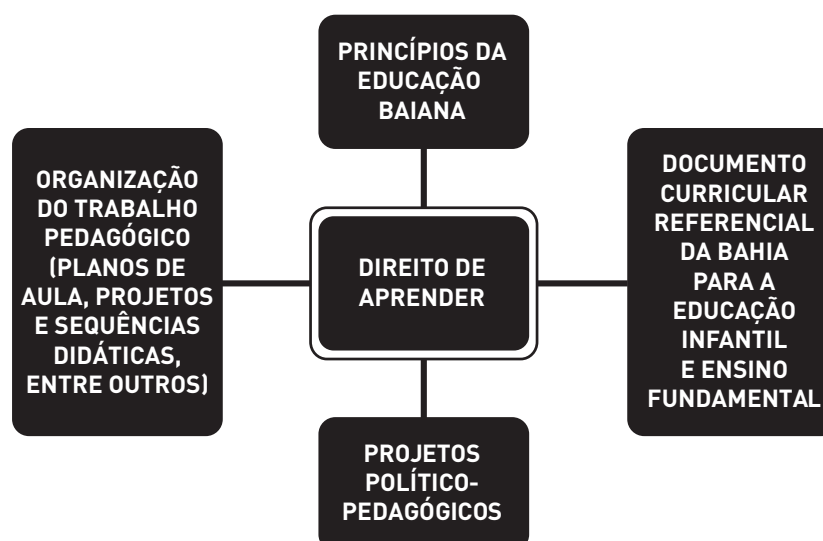 PRINCÍPIOS DA
EDUCAÇÃO
BAIANA
ORGANIZAÇÃO
DO TRABALHO
PEDAGÓGICO
(PLANOS DE
AULA, PROJETOS
E SEQUÊNCIAS
DIDÁTICAS,
ENTRE OUTROS)
DIREITO DE
APRENDER
DOCUMENTO
CURRICULAR
REFERENCIAL
DA BAHIA
PARA A
EDUCAÇÃO
INFANTIL
E ENSINO
FUNDAMENTAL
PROJETOS
POLÍTICO-
PEDAGÓGICOS